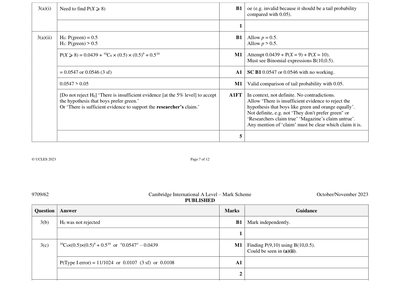 3(a)(i) Need to find P(X ⩾ 8) B1 or (e.g. invalid because it should be a tail probability
compared with 0.05).
1
3(a)(ii) H₀: P(green) = 0.5
H₁: P(green) > 0.5 B1 Allow p = 0.5.
Allow p > 0.5.
P(X ⩾ 8) = 0.0439 + ¹⁰C₉ × (0.5) × (0.5)⁹ + 0.5¹⁰ M1 Attempt 0.0439 + P(X = 9) + P(X = 10).
Must see Binomial expressions B(10,0.5).
= 0.0547 or 0.0546 (3 sf) A1 SC B1 0.0547 or 0.0546 with no working.
0.0547 > 0.05 M1 Valid comparison of tail probability with 0.05.
[Do not reject H₀] 'There is insufficient evidence [at the 5% level] to accept
the hypothesis that boys prefer green.'
Or 'There is sufficient evidence to support the researcher's claim.' A1FT In context, not definite. No contradictions.
Allow 'There is insufficient evidence to reject the
hypothesis that boys like green and orange equally'.
Not definite, e.g. not 'They don't prefer green' or
'Researchers claim true' 'Magazine's claim untrue'.
Any mention of 'claim' must be clear which claim it is.
5
© UCLES 2023 Page 7 of 12
9709/62 Cambridge International A Level – Mark Scheme October/November 2023
PUBLISHED
Question Answer Marks Guidance
3(b) H₀ was not rejected B1 Mark independently.
1
3(c) ¹⁰C₉×(0.5)×(0.5)⁹ + 0.5¹⁰ or "0.0547" – 0.0439 M1 Finding P(9,10) using B(10,0.5).
Could be seen in (a)(ii).
P(Type I error) = 11/1024 or 0.0107 (3 sf) or 0.0108 A1
2